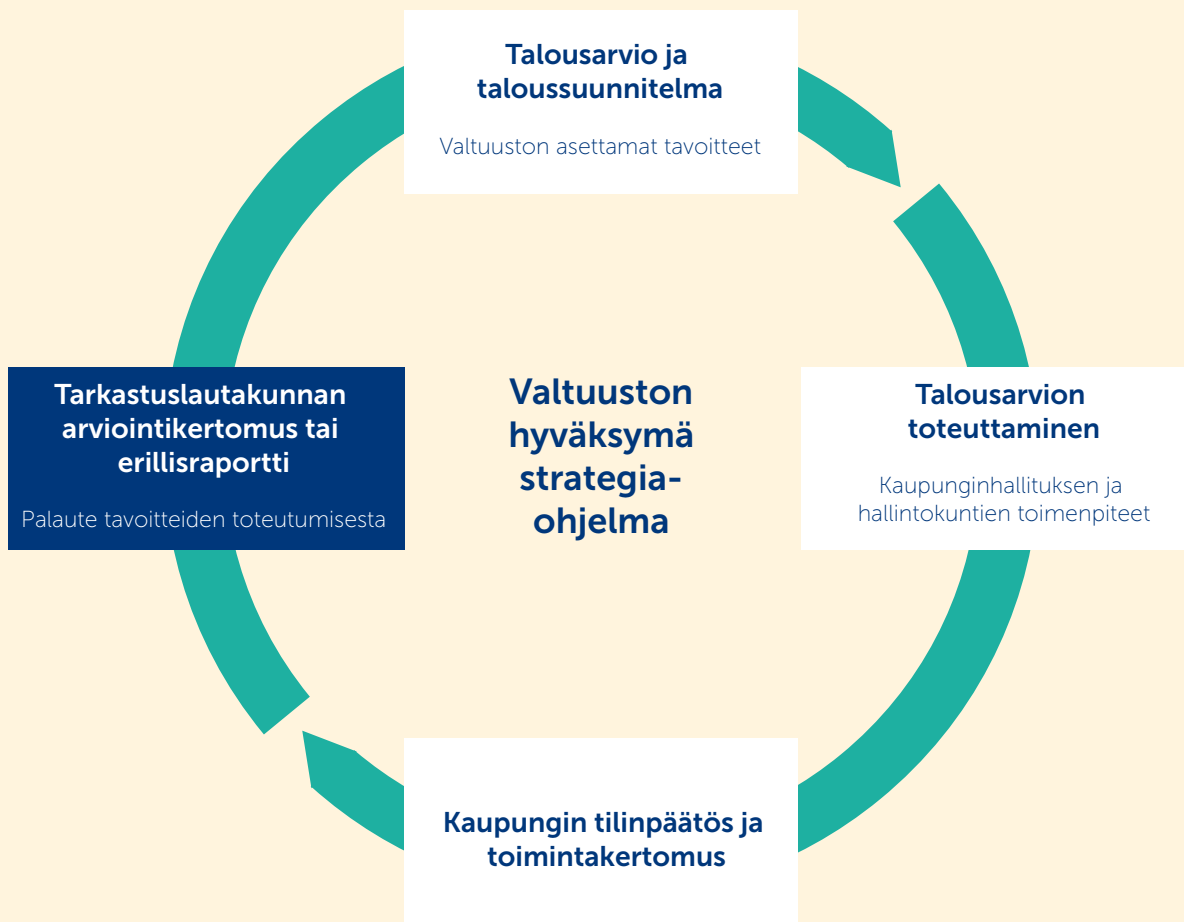 Talousarvio ja
taloussuunnitelma
Valtuuston asettamat tavoitteet
Tarkastuslautakunnan
arviointikertomus tai
erillisraportti
Palaute tavoitteiden toteutumisesta
Valtuuston
hyväksymä
strategia-
ohjelma
Talousarvion
toteuttaminen
Kaupunginhallituksen ja
hallintokuntien toimenpiteet
Kaupungin tilinpäätös ja
toimintakertomus